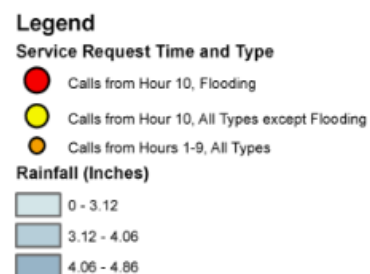 Legend
Service Request Time and Type
Calls from Hour 10, Flooding
Calls from Hour 10, All Types except Flooding
Calls from Hours 1-9, All Types
Rainfall (Inches)
0 - 3.12
3.12 - 4.06
4.06 - 4.86